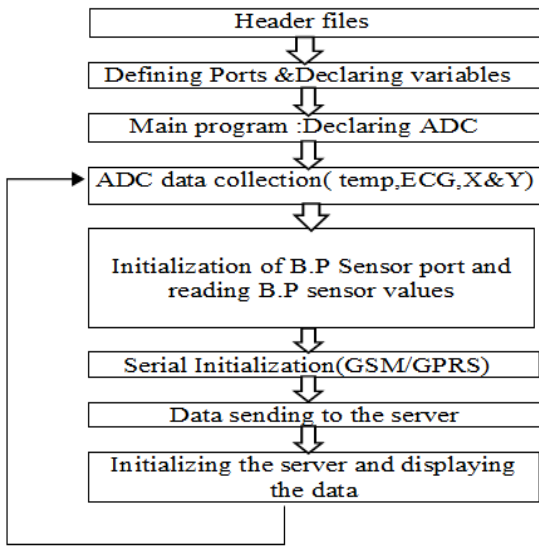 Header files
Defining Ports &Declaring variables
Main program :Declaring ADC
ADC data collection( temp,ECG,X&Y)
Initialization of B.P Sensor port and
reading B.P sensor values
Serial Initialization(GSM/GPRS)
Data sending to the server
Initializing the server and displaying
the data